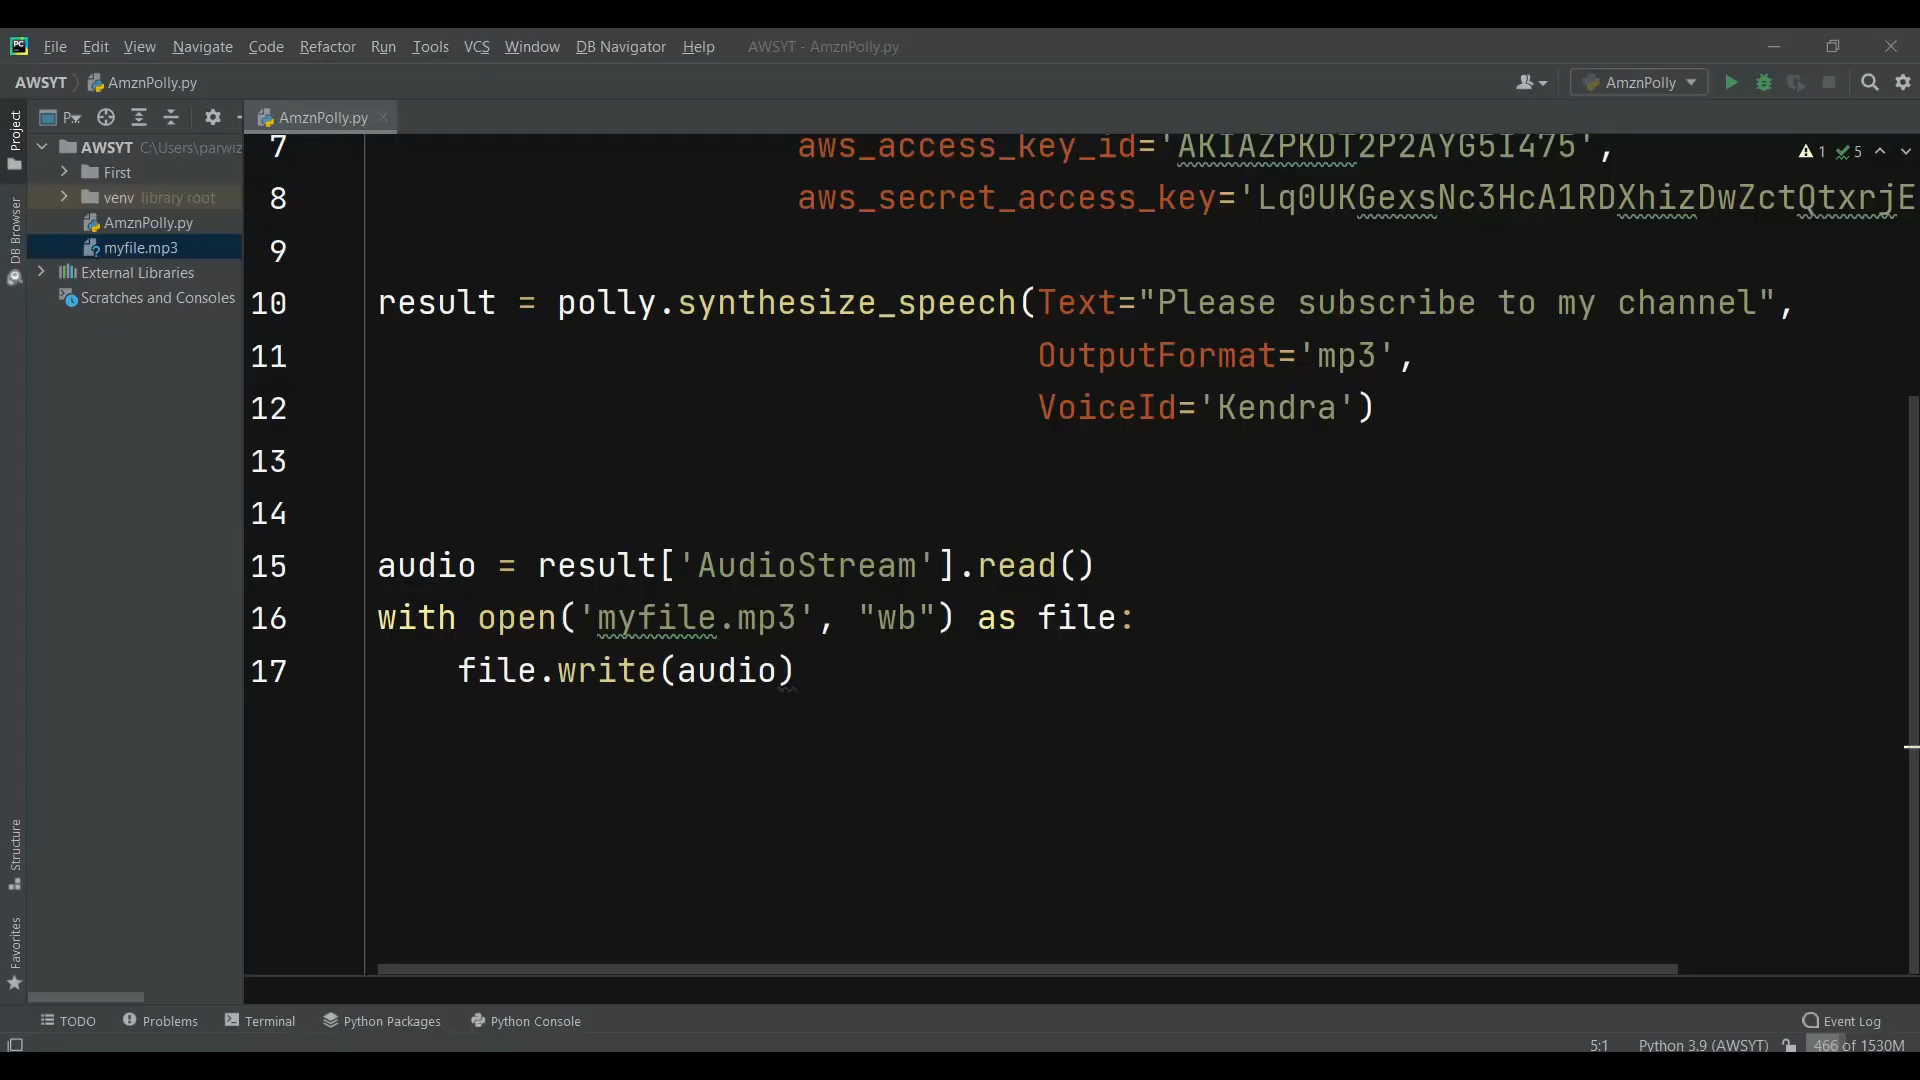 File Edit View Navigate Code Refactor Run Tools VCS Window DB Navigator Help AWSYT - AmznPolly.py
AWSYT AmznPolly.py AmznPolly
P AmznPolly.py
Project
DB Browser
Structure
Favorites
AWSYT C:\Users\parwiz
First
venv library root
AmznPolly.py
myfile.mp3
External Libraries
Scratches and Consoles
7 aws_access_key_id='AKIAZPKDT2P2AYG5I475', 1 5
8 aws_secret_access_key='Lq0UKGexsNc3HcA1RDXhizDwZctQtxrjE
9
10 result = polly.synthesize_speech(Text="Please subscribe to my channel",
11 OutputFormat='mp3',
12 VoiceId='Kendra')
13
14
15 audio = result['AudioStream'].read()
16 with open('myfile.mp3', "wb") as file:
17 file.write(audio)
TODO Problems Terminal Python Packages Python Console Event Log
5:1 Python 3.9 (AWSYT) 466 of 1530M